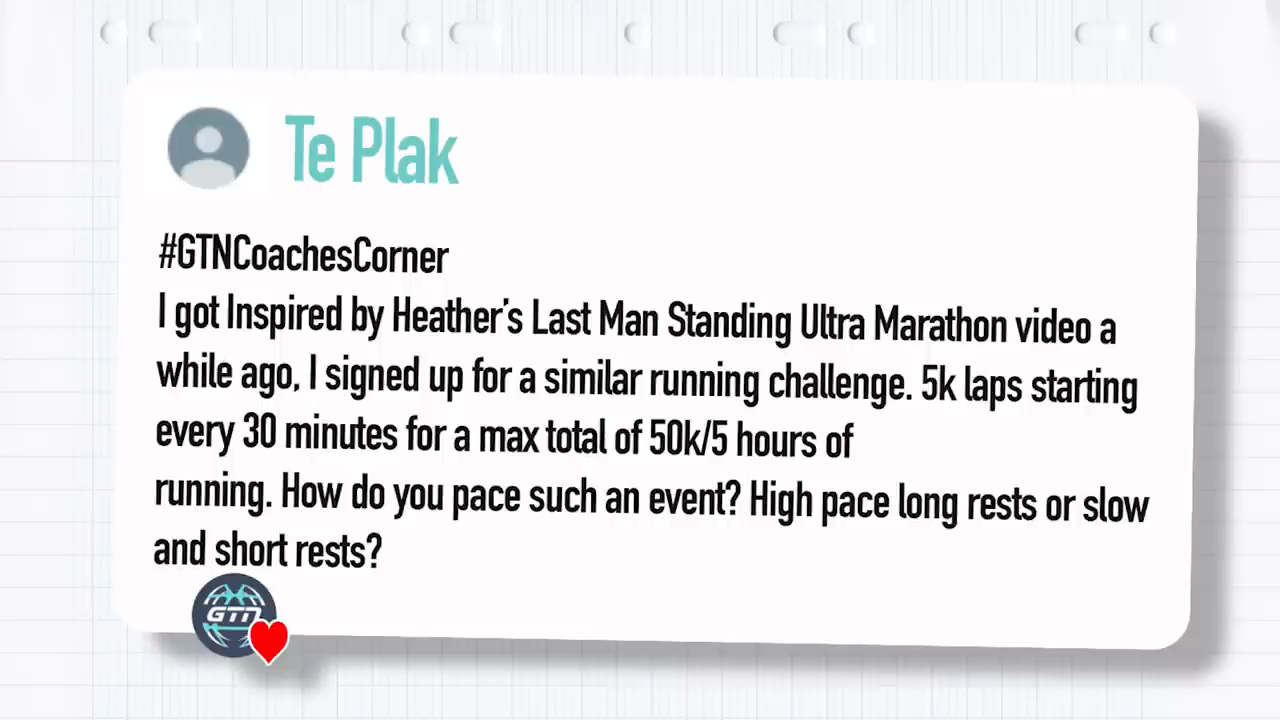 Te Plak
#GTNCoachesCorner
I got Inspired by Heather's Last Man Standing Ultra Marathon video a
while ago, I signed up for a similar running challenge. 5k laps starting
every 30 minutes for a max total of 50k/5 hours of
running. How do you pace such an event? High pace long rests or slow
and short rests?
GTN